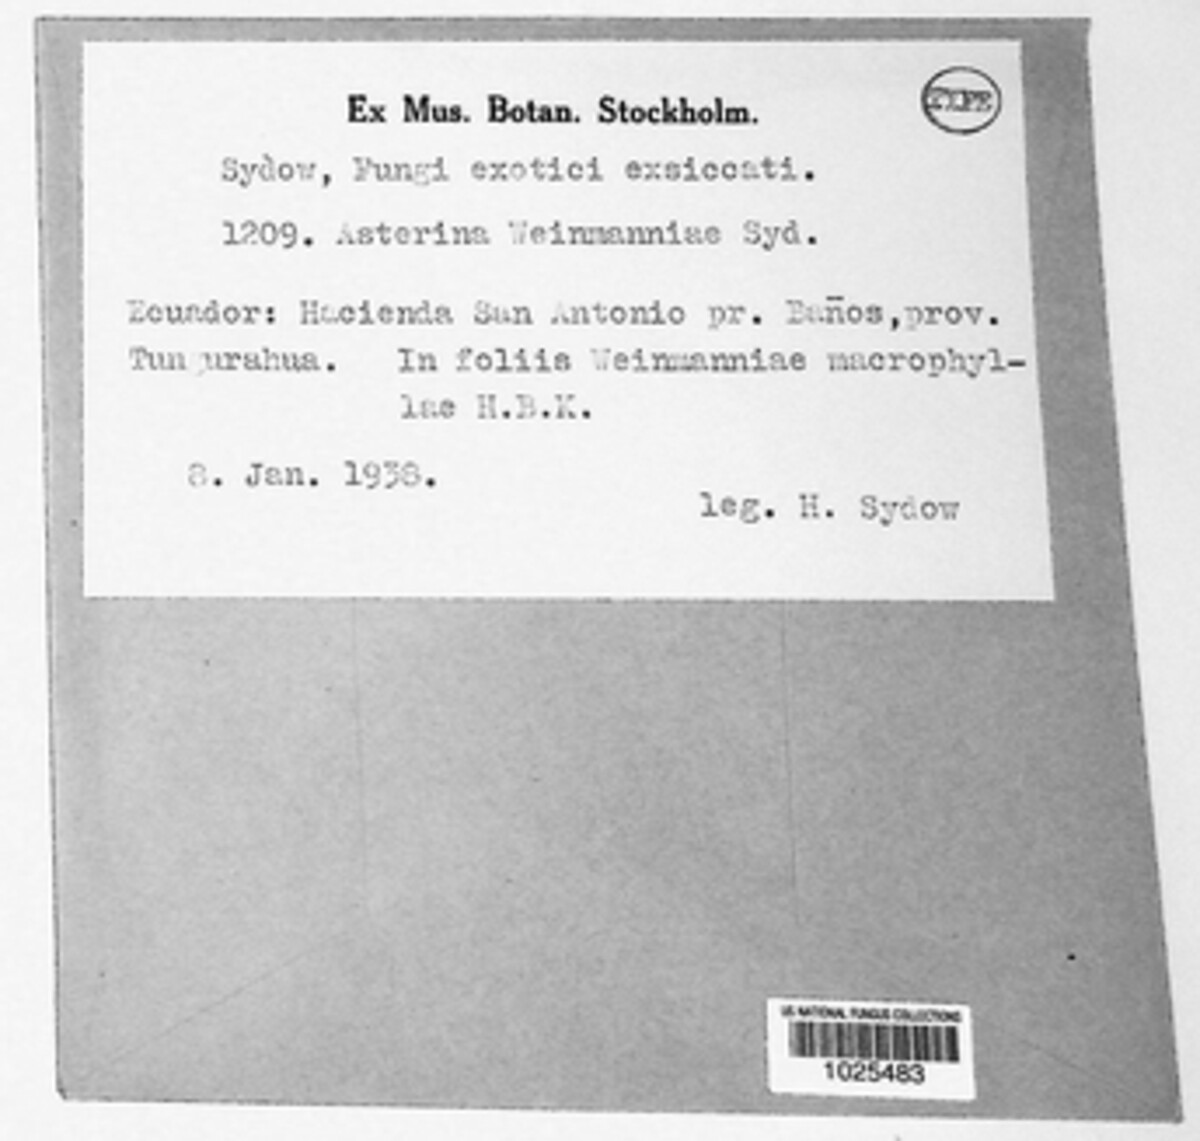 Ex Mus. Botan. Stockholm.
TYPE
Sydow, Fungi exotici exsiccati.
1209. Asterina Weinmanniae Syd.
Ecuador: Hacienda San Antonio pr. Baños, prov.
Tungurahua. In foliis Weinmanniae macrophyl-
lae H.B.K.
8. Jan. 1938.
leg. H. Sydow
US NATIONAL FUNGUS COLLECTIONS
1025483